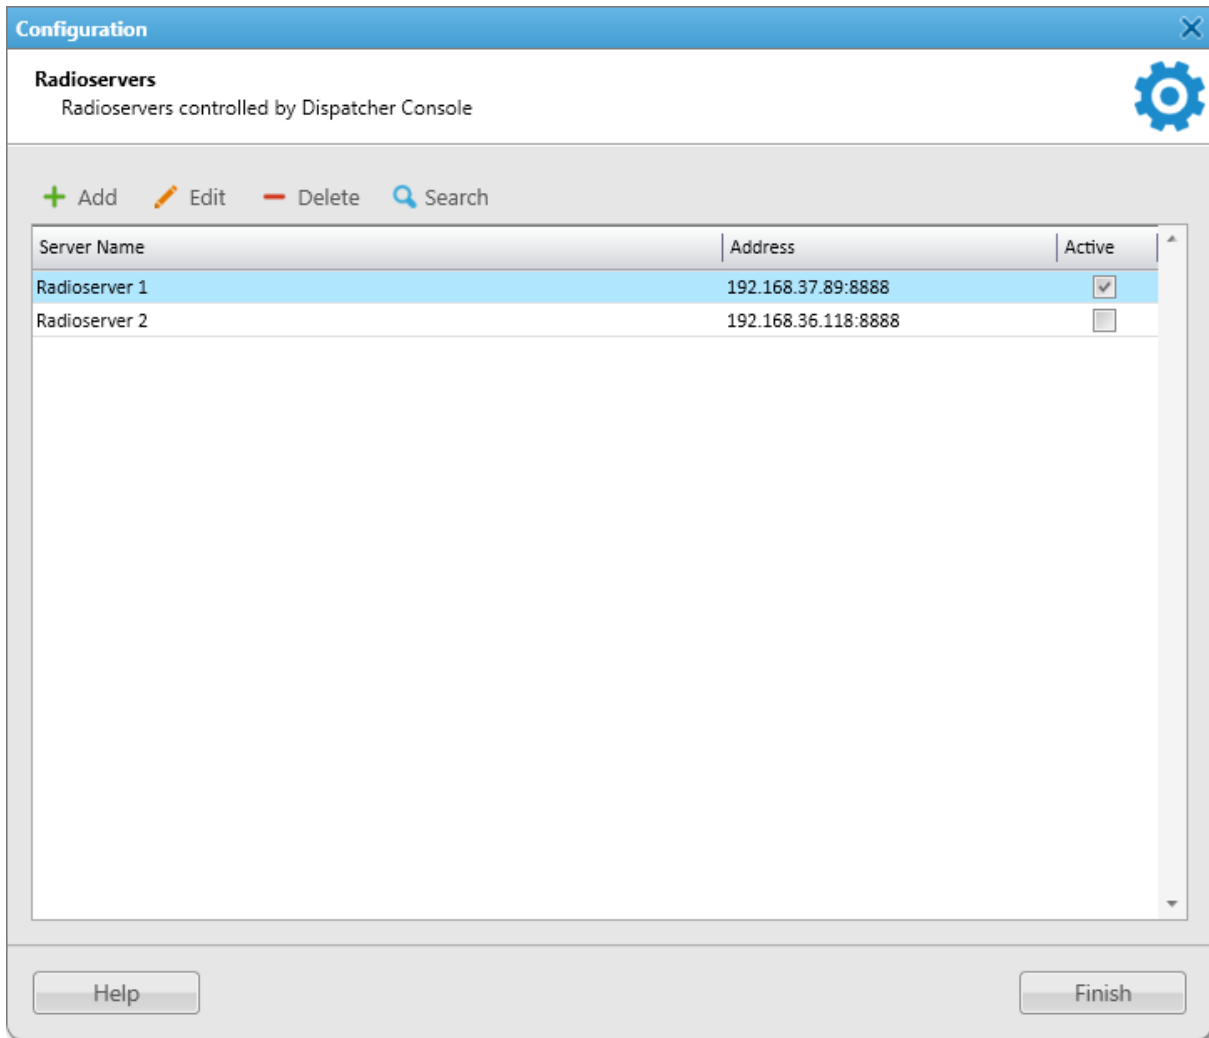 Configuration
Radioservers
Radioservers controlled by Dispatcher Console
Add Edit Delete Search
Server Name Address Active
Radioserver 1 192.168.37.89:8888
Radioserver 2 192.168.36.118:8888
Help Finish